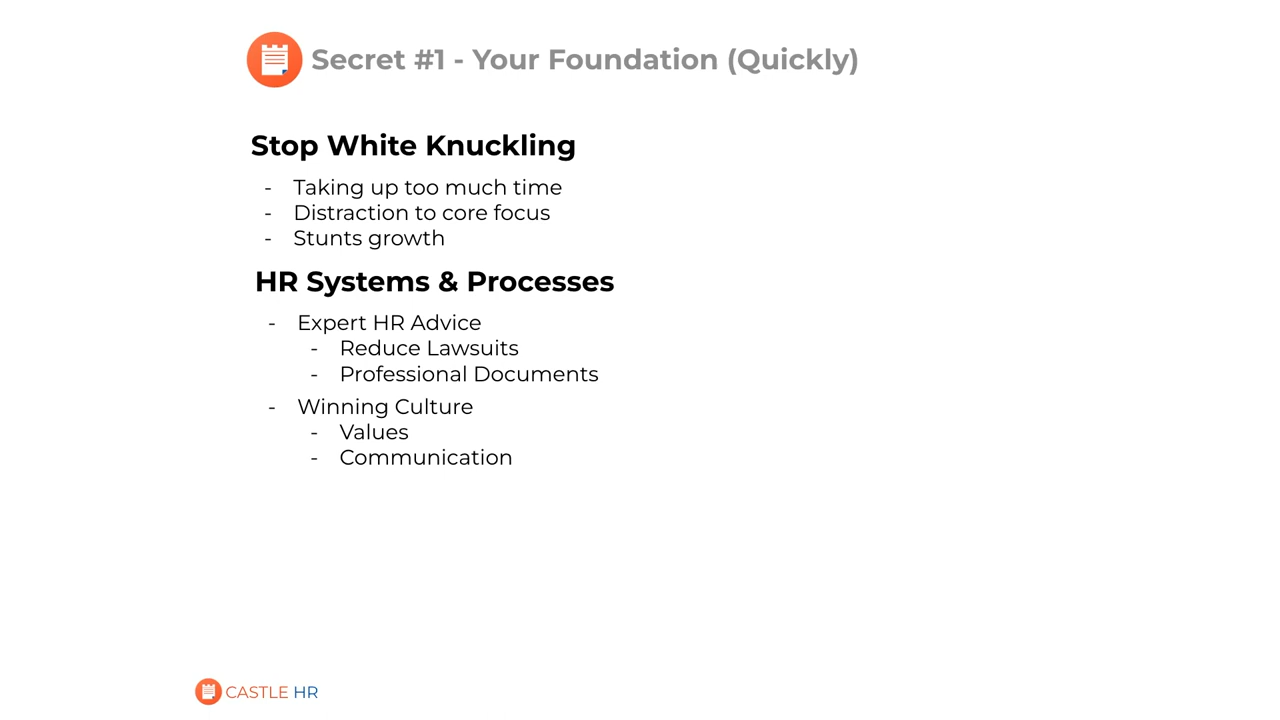 Secret #1 - Your Foundation (Quickly)
Stop White Knuckling
- Taking up too much time
- Distraction to core focus
- Stunts growth
HR Systems & Processes
- Expert HR Advice
- Reduce Lawsuits
- Professional Documents
- Winning Culture
- Values
- Communication
CASTLE HR